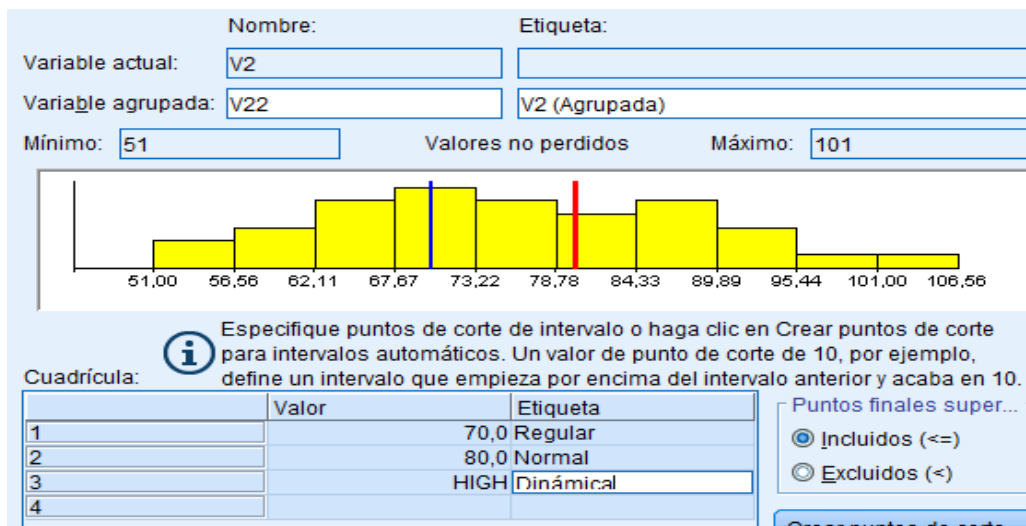 Nombre: Etiqueta:
Variable actual: V2
Variable agrupada: V22 V2 (Agrupada)
Mínimo: 51 Valores no perdidos Máximo: 101
51,00 56,56 62,11 67,67 73,22 78,78 84,33 89,89 95,44 101,00 106,56
Especifique puntos de corte de intervalo o haga clic en Crear puntos de corte
para intervalos automáticos. Un valor de punto de corte de 10, por ejemplo,
define un intervalo que empieza por encima del intervalo anterior y acaba en 10.
Cuadrícula:
Valor Etiqueta
1 70,0 Regular
2 80,0 Normal
3 HIGH Dinámical
4
Puntos finales super...
Incluidos (<=)
Excluidos (<)
Crear puntos de corte